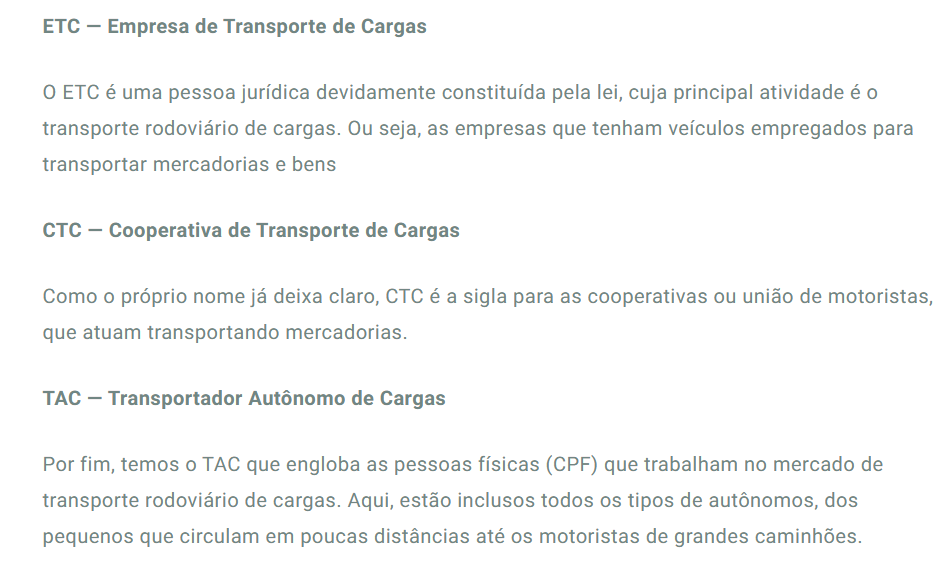 ETC — Empresa de Transporte de Cargas
O ETC é uma pessoa jurídica devidamente constituída pela lei, cuja principal atividade é o
transporte rodoviário de cargas. Ou seja, as empresas que tenham veículos empregados para
transportar mercadorias e bens
CTC — Cooperativa de Transporte de Cargas
Como o próprio nome já deixa claro, CTC é a sigla para as cooperativas ou união de motoristas,
que atuam transportando mercadorias.
TAC — Transportador Autônomo de Cargas
Por fim, temos o TAC que engloba as pessoas físicas (CPF) que trabalham no mercado de
transporte rodoviário de cargas. Aqui, estão inclusos todos os tipos de autônomos, dos
pequenos que circulam em poucas distâncias até os motoristas de grandes caminhões.